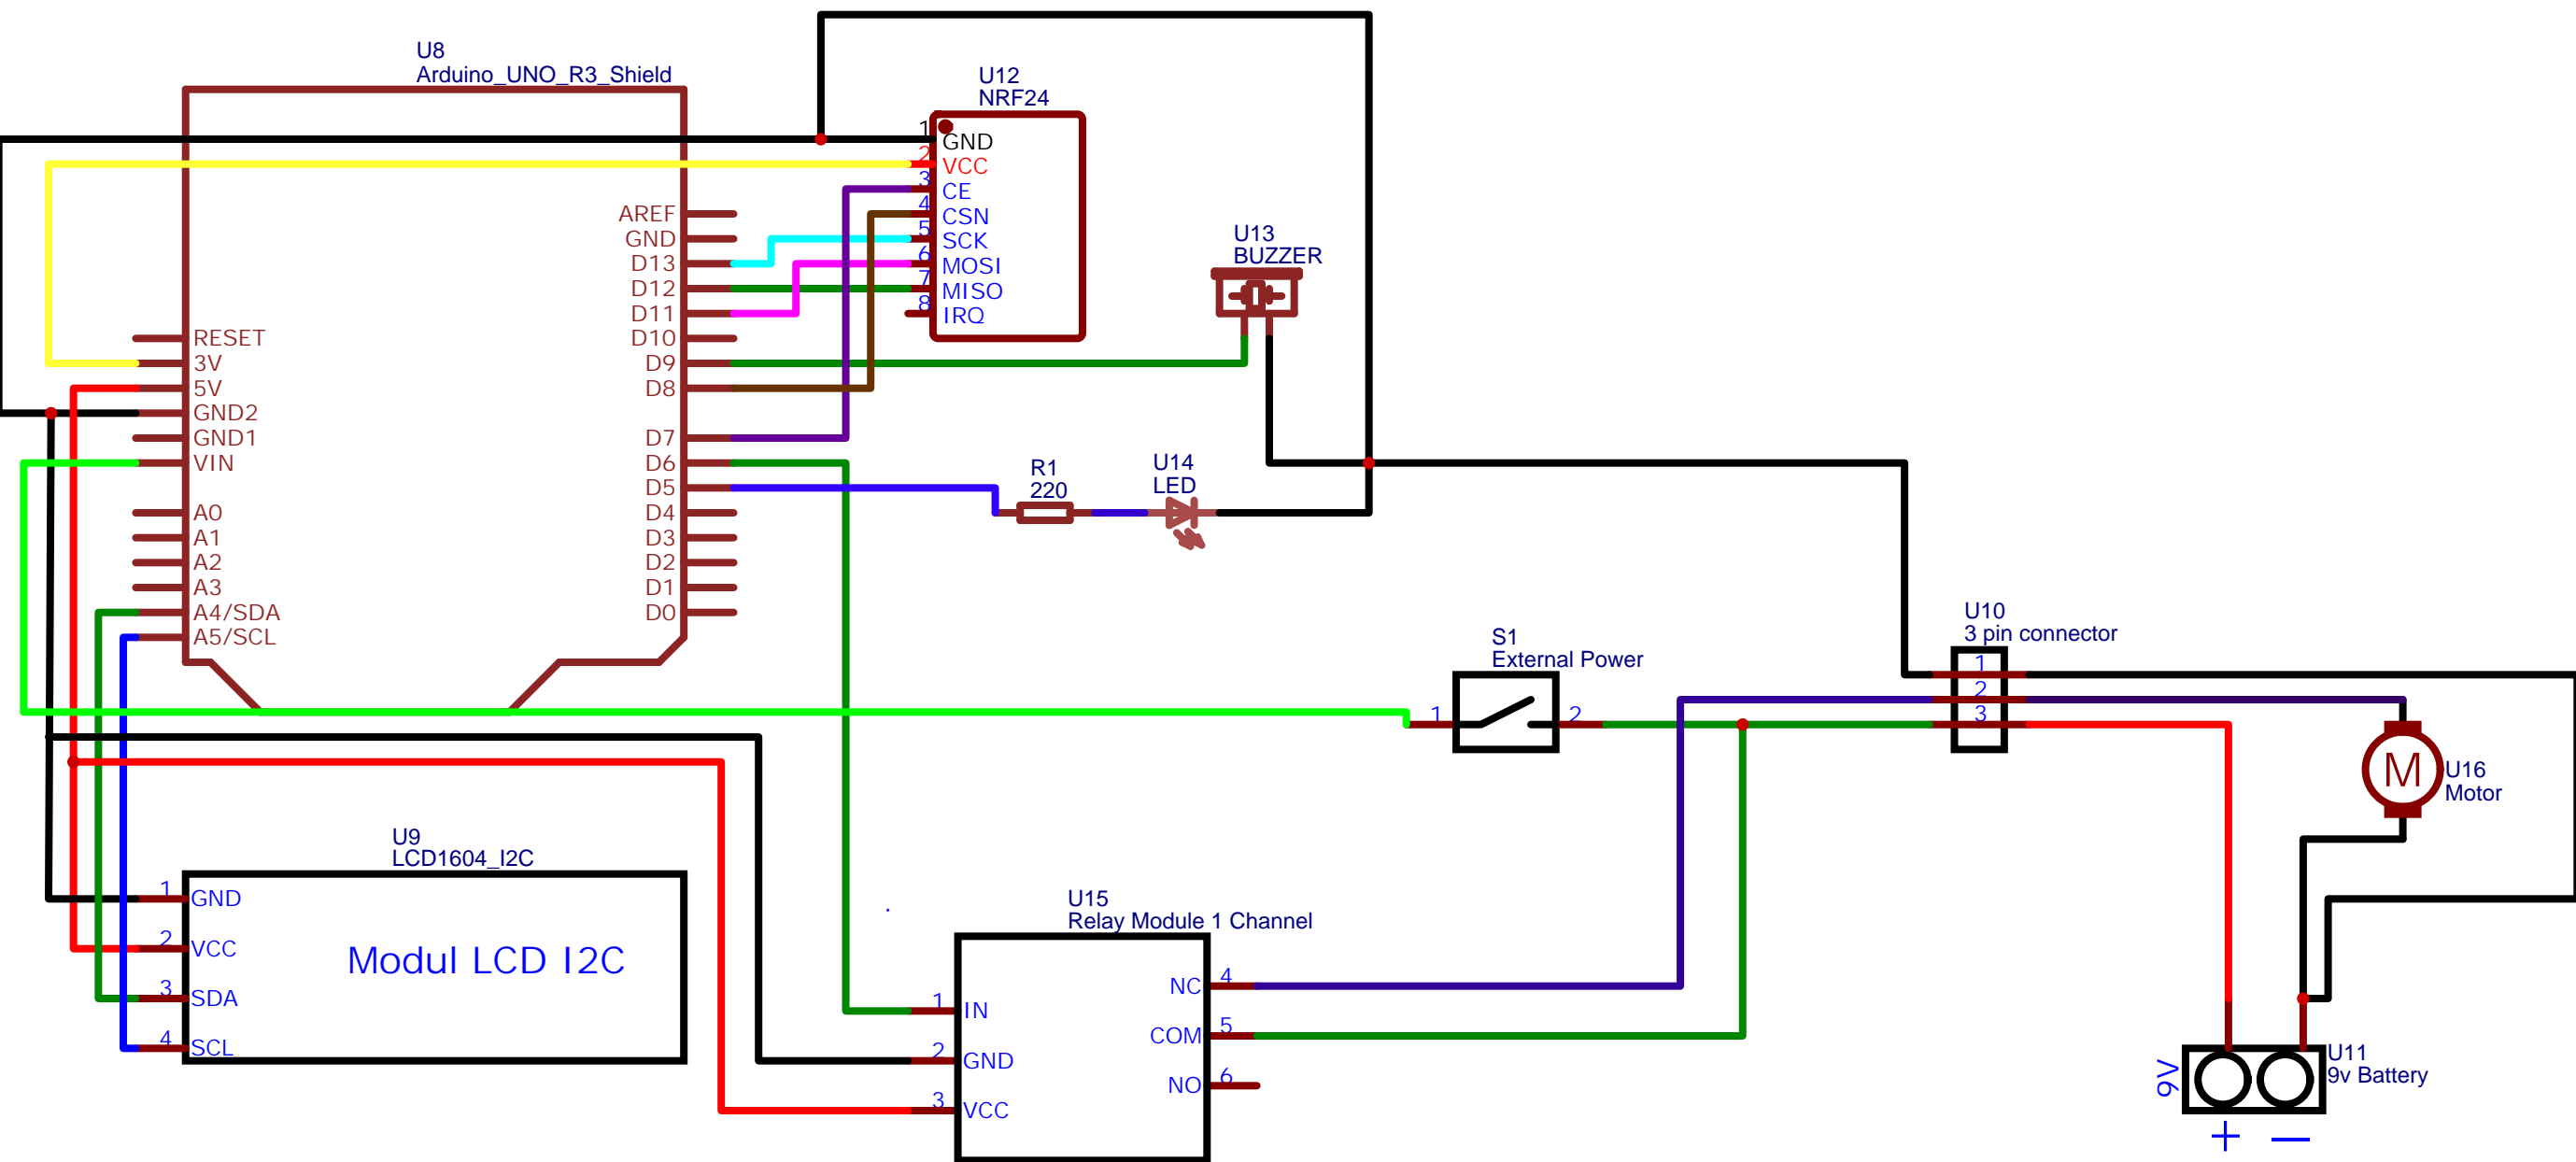 U8
Arduino_UNO_R3_Shield
RESET
3V
5V
GND2
GND1
VIN
A0
A1
A2
A3
A4/SDA
A5/SCL
AREF
GND
D13
D12
D11
D10
D9
D8
D7
D6
D5
D4
D3
D2
D1
D0
U12
NRF24
1 GND
2 VCC
3 CE
4 CSN
5 SCK
6 MOSI
7 MISO
8 IRQ
U13
BUZZER
R1
220
U14
LED
S1
External Power
1 2
U10
3 pin connector
1
2
3
M
U16
Motor
U9
LCD1604_I2C
1 GND
2 VCC
3 SDA
4 SCL
Modul LCD I2C
U15
Relay Module 1 Channel
1 IN
2 GND
3 VCC
NC 4
COM 5
NO 6
U11
9v Battery
9V
+ —